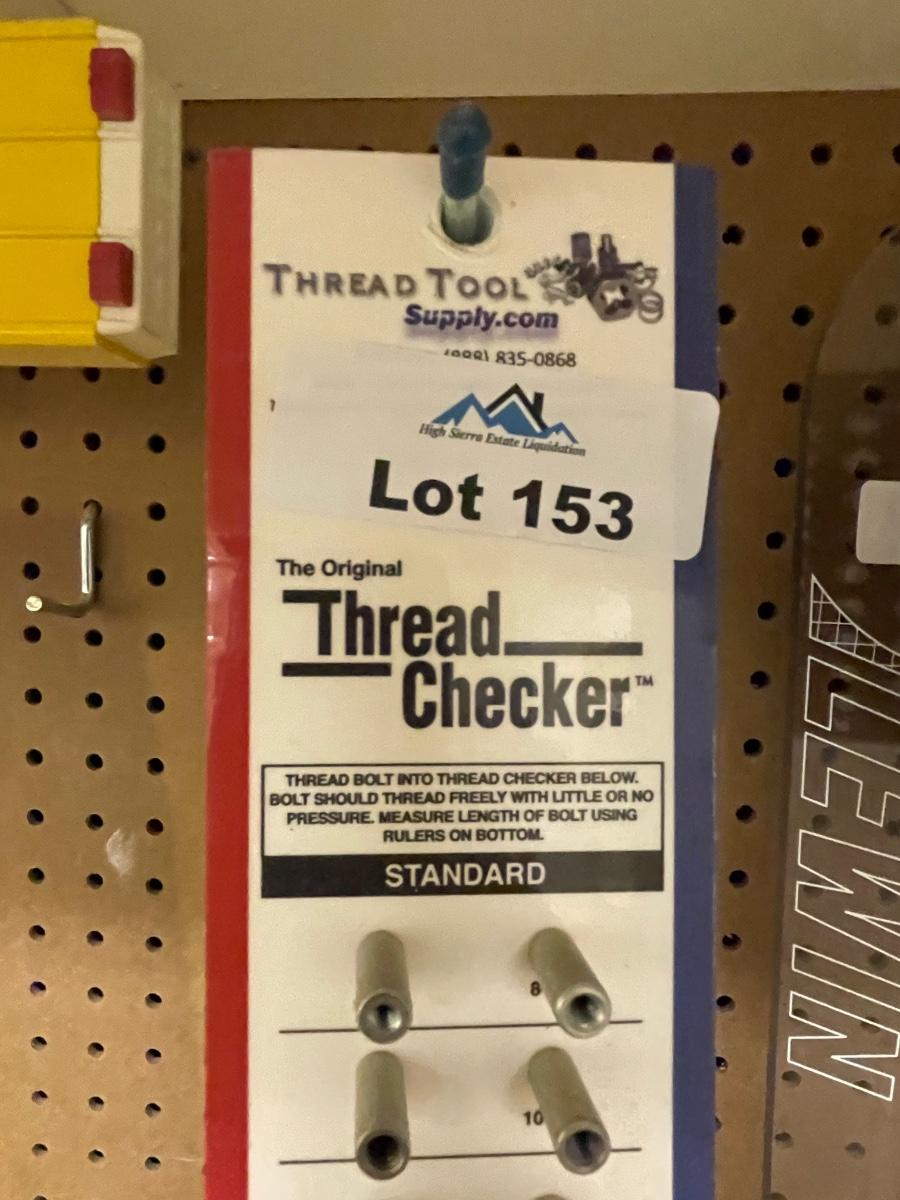 THREAD TOOL
Supply.com
835-0868
High Sierra Estate Liquidation
Lot 153
The Original
Thread
Checker™
THREAD BOLT INTO THREAD CHECKER BELOW.
BOLT SHOULD THREAD FREELY WITH LITTLE OR NO
PRESSURE. MEASURE LENGTH OF BOLT USING
RULERS ON BOTTOM.
STANDARD
8
10